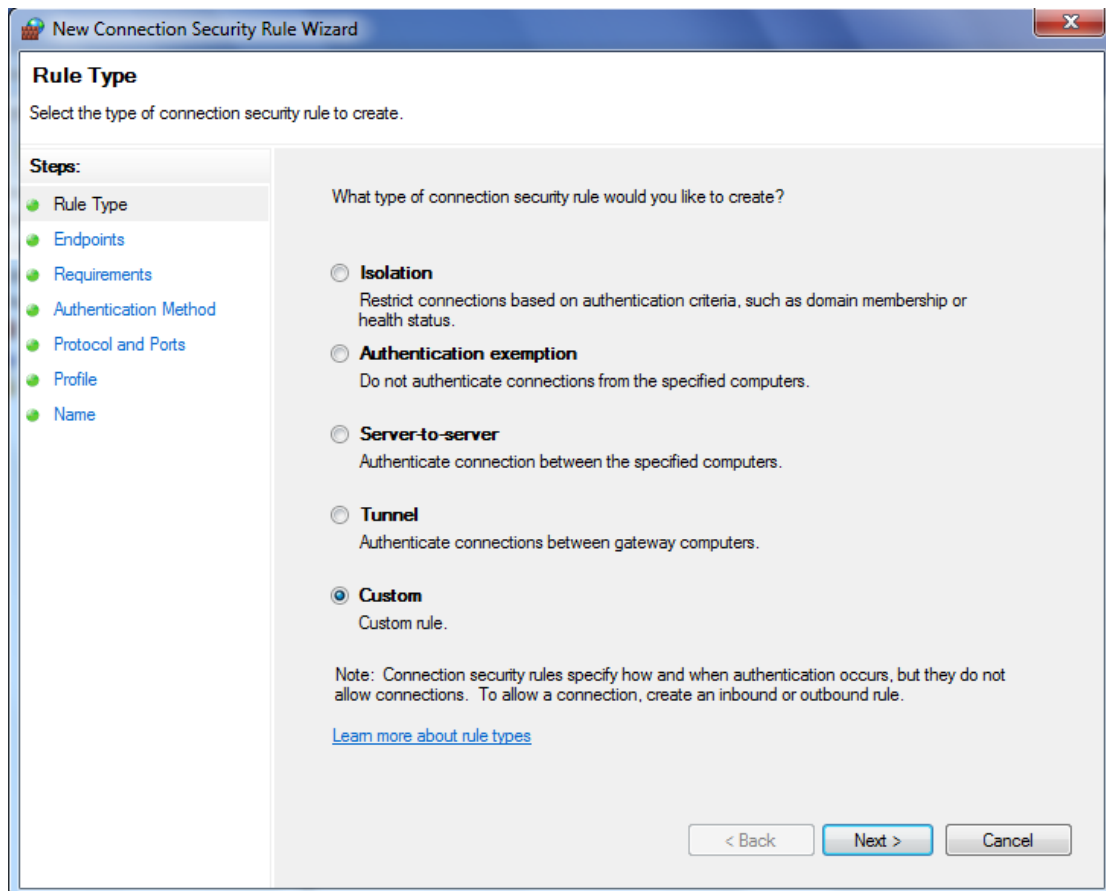 New Connection Security Rule Wizard
Rule Type
Select the type of connection security rule to create.
Steps:
Rule Type
Endpoints
Requirements
Authentication Method
Protocol and Ports
Profile
Name
What type of connection security rule would you like to create?
Isolation
Restrict connections based on authentication criteria, such as domain membership or
health status.
Authentication exemption
Do not authenticate connections from the specified computers.
Server-to-server
Authenticate connection between the specified computers.
Tunnel
Authenticate connections between gateway computers.
Custom
Custom rule.
Note:  Connection security rules specify how and when authentication occurs, but they do not
allow connections.  To allow a connection, create an inbound or outbound rule.
Learn more about rule types
< Back
Next >
Cancel